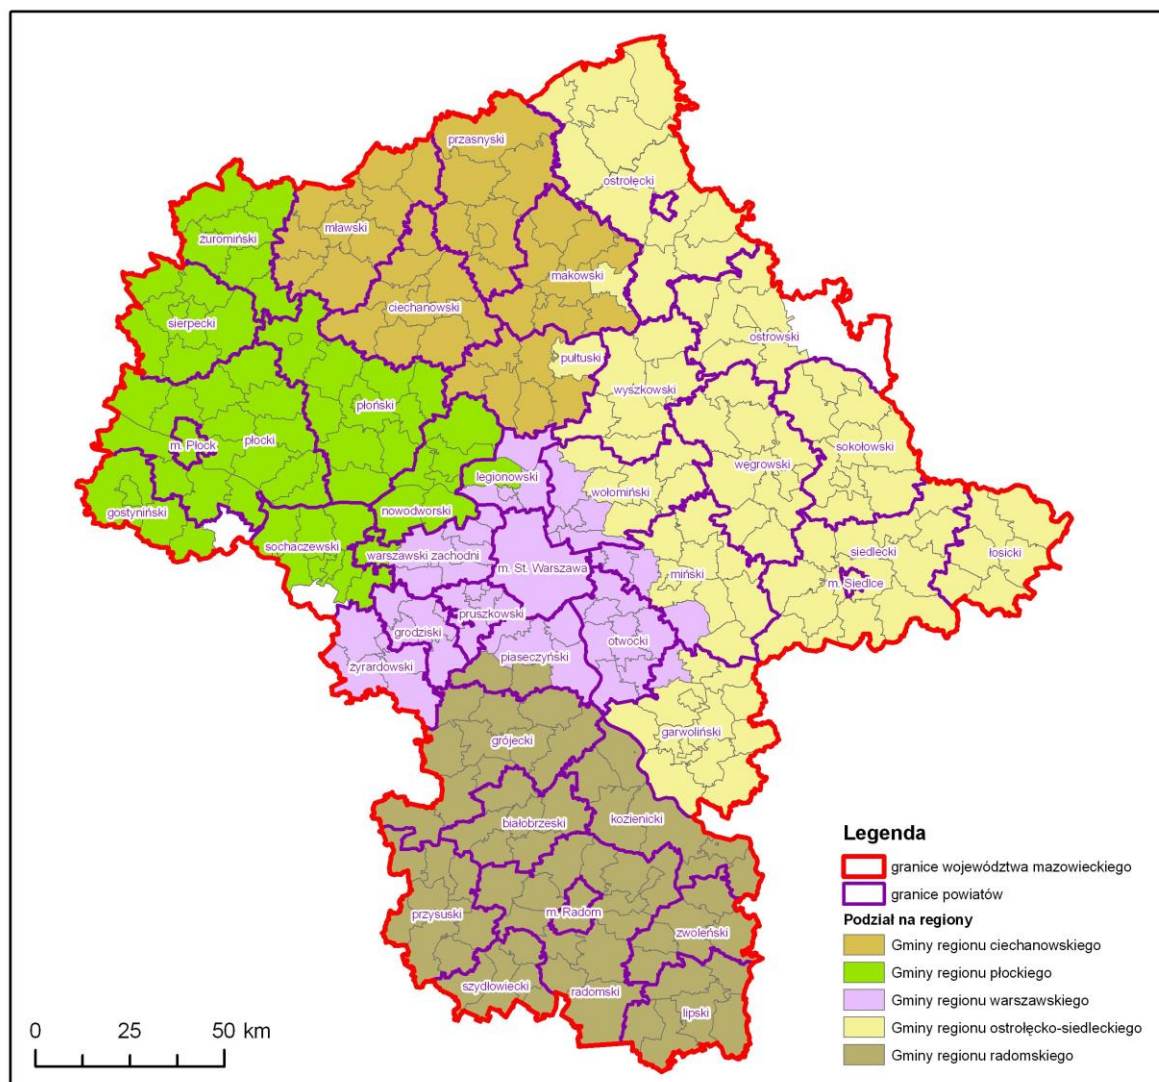 przasnyski
ostrołęcki
mławski
żuromiński
makowski
ciechanowski
sierpecki
ostrowski
pułtuski
wyszkowski
płoński
płocki
m. Płock
sokołowski
węgrowski
legionowski
wołomiński
nowodworski
gostyniński
sochaczewski
warszawski zachodni
siedlecki
łosicki
m. St. Warszawa
miński
m. Siedlce
pruszkowski
grodziski
otwocki
piaseczyński
żyrardowski
garwoliński
grójecki
białobrzeski
kozienicki
przysuski
m. Radom
zwoleński
szydłowiecki
radomski
lipski
0 25 50 km
Legenda
granice województwa mazowieckiego
granice powiatów
Podział na regiony
Gminy regionu ciechanowskiego
Gminy regionu płockiego
Gminy regionu warszawskiego
Gminy regionu ostrołęcko-siedleckiego
Gminy regionu radomskiego